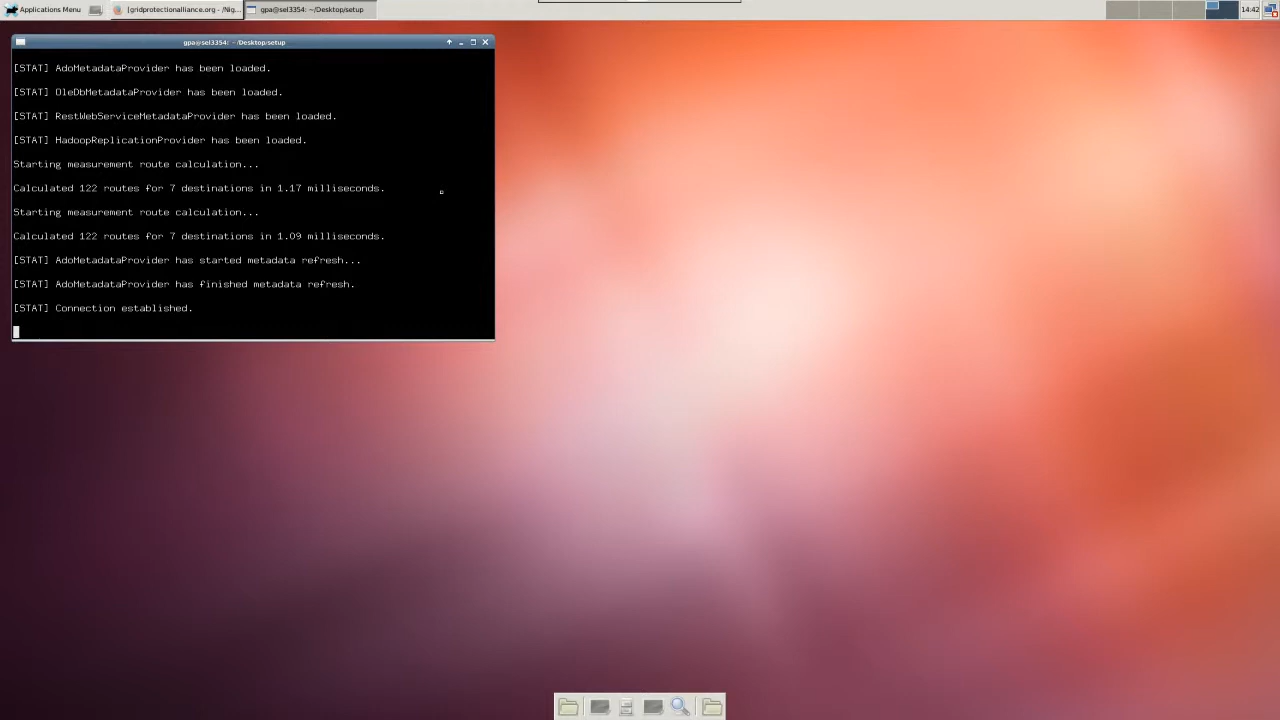 Applications Menu
[gridprotectionalliance.org - /Nig...
gpa@sel3354: ~/Desktop/setup
14:42
gpa@sel3354: ~/Desktop/setup
[STAT] AdoMetadataProvider has been loaded.
[STAT] OleDbMetadataProvider has been loaded.
[STAT] RestWebServiceMetadataProvider has been loaded.
[STAT] HadoopReplicationProvider has been loaded.
Starting measurement route calculation...
Calculated 122 routes for 7 destinations in 1.17 milliseconds.
Starting measurement route calculation...
Calculated 122 routes for 7 destinations in 1.09 milliseconds.
[STAT] AdoMetadataProvider has started metadata refresh...
[STAT] AdoMetadataProvider has finished metadata refresh.
[STAT] Connection established.